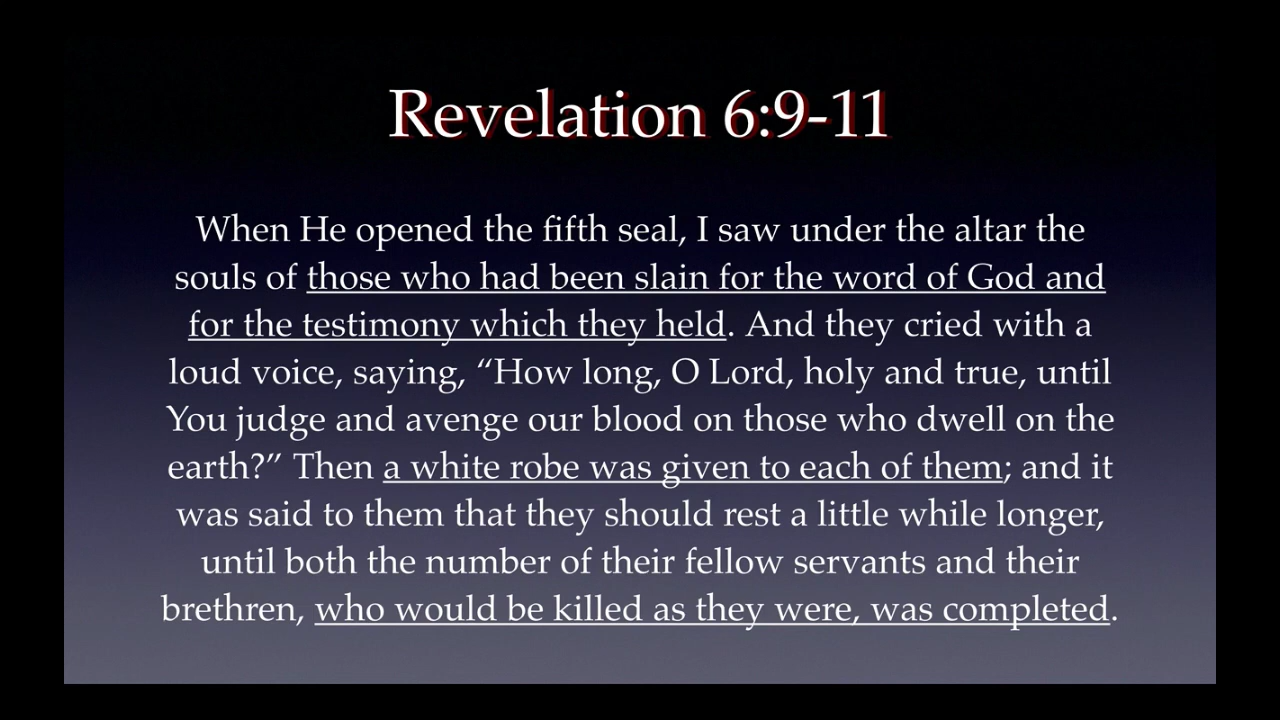 Revelation 6:9-11
When He opened the fifth seal, I saw under the altar the
souls of those who had been slain for the word of God and
for the testimony which they held. And they cried with a
loud voice, saying, “How long, O Lord, holy and true, until
You judge and avenge our blood on those who dwell on the
earth?” Then a white robe was given to each of them; and it
was said to them that they should rest a little while longer,
until both the number of their fellow servants and their
brethren, who would be killed as they were, was completed.